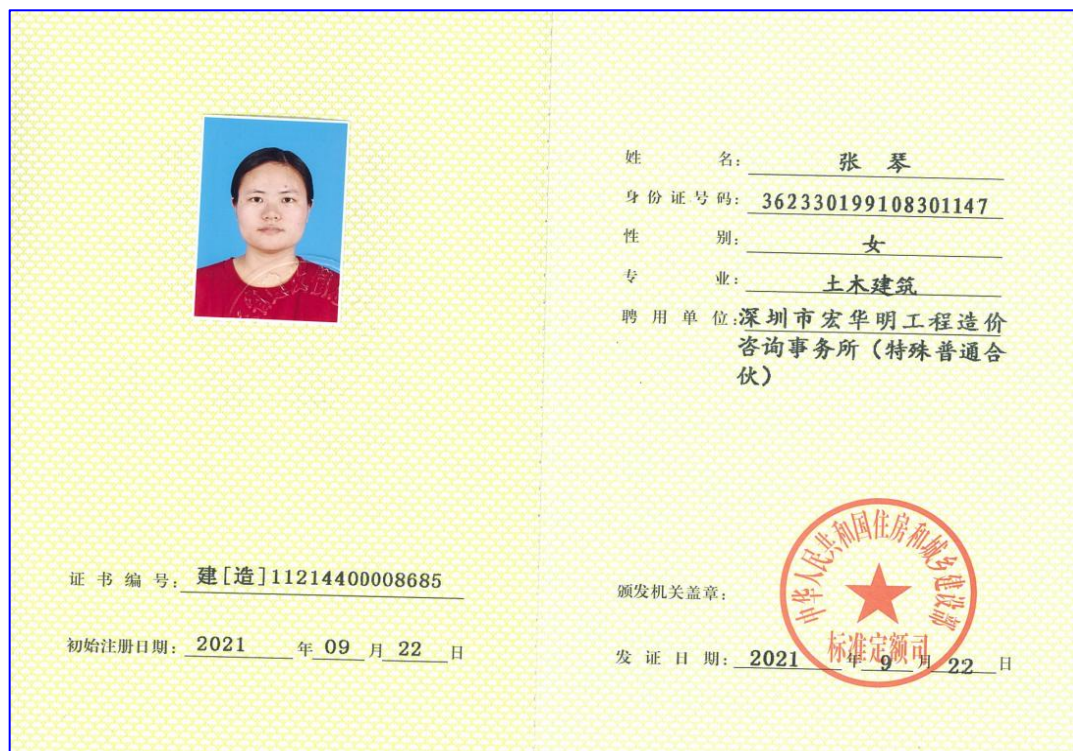 证书编号: 建[造]11214400008685
初始注册日期: 2021 年 09 月 22 日
姓名: 张琴
身份证号码: 362330199108301147
性别: 女
专业: 土木建筑
聘用单位: 深圳市宏华明工程造价
咨询事务所（特殊普通合
伙）
中华人民共和国住房和城乡建设部
标准定额司
颁发机关盖章:
发证日期: 2021 年 9 月 22 日